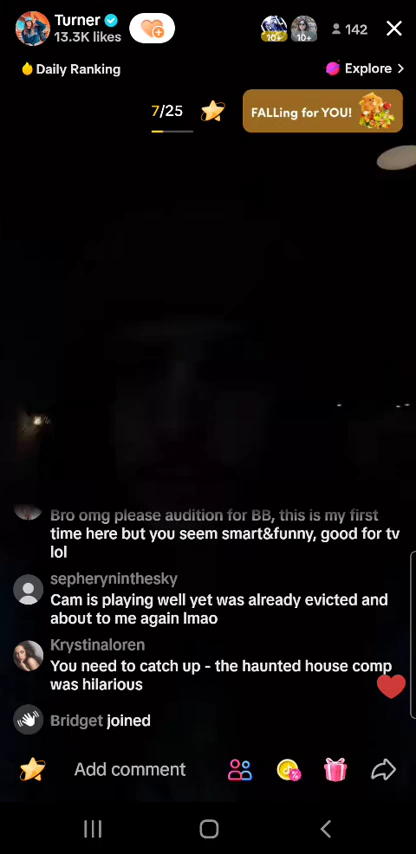 Turner
13.3K likes
10+
10+
142
Daily Ranking
Explore >
7/25
FALLing for YOU!
Bro omg please audition for BB, this is my first
time here but you seem smart&funny, good for tv
lol
sepheryninthesky
Cam is playing well yet was already evicted and
about to me again lmao
Krystinaloren
You need to catch up - the haunted house comp
was hilarious
Bridget joined
Add comment